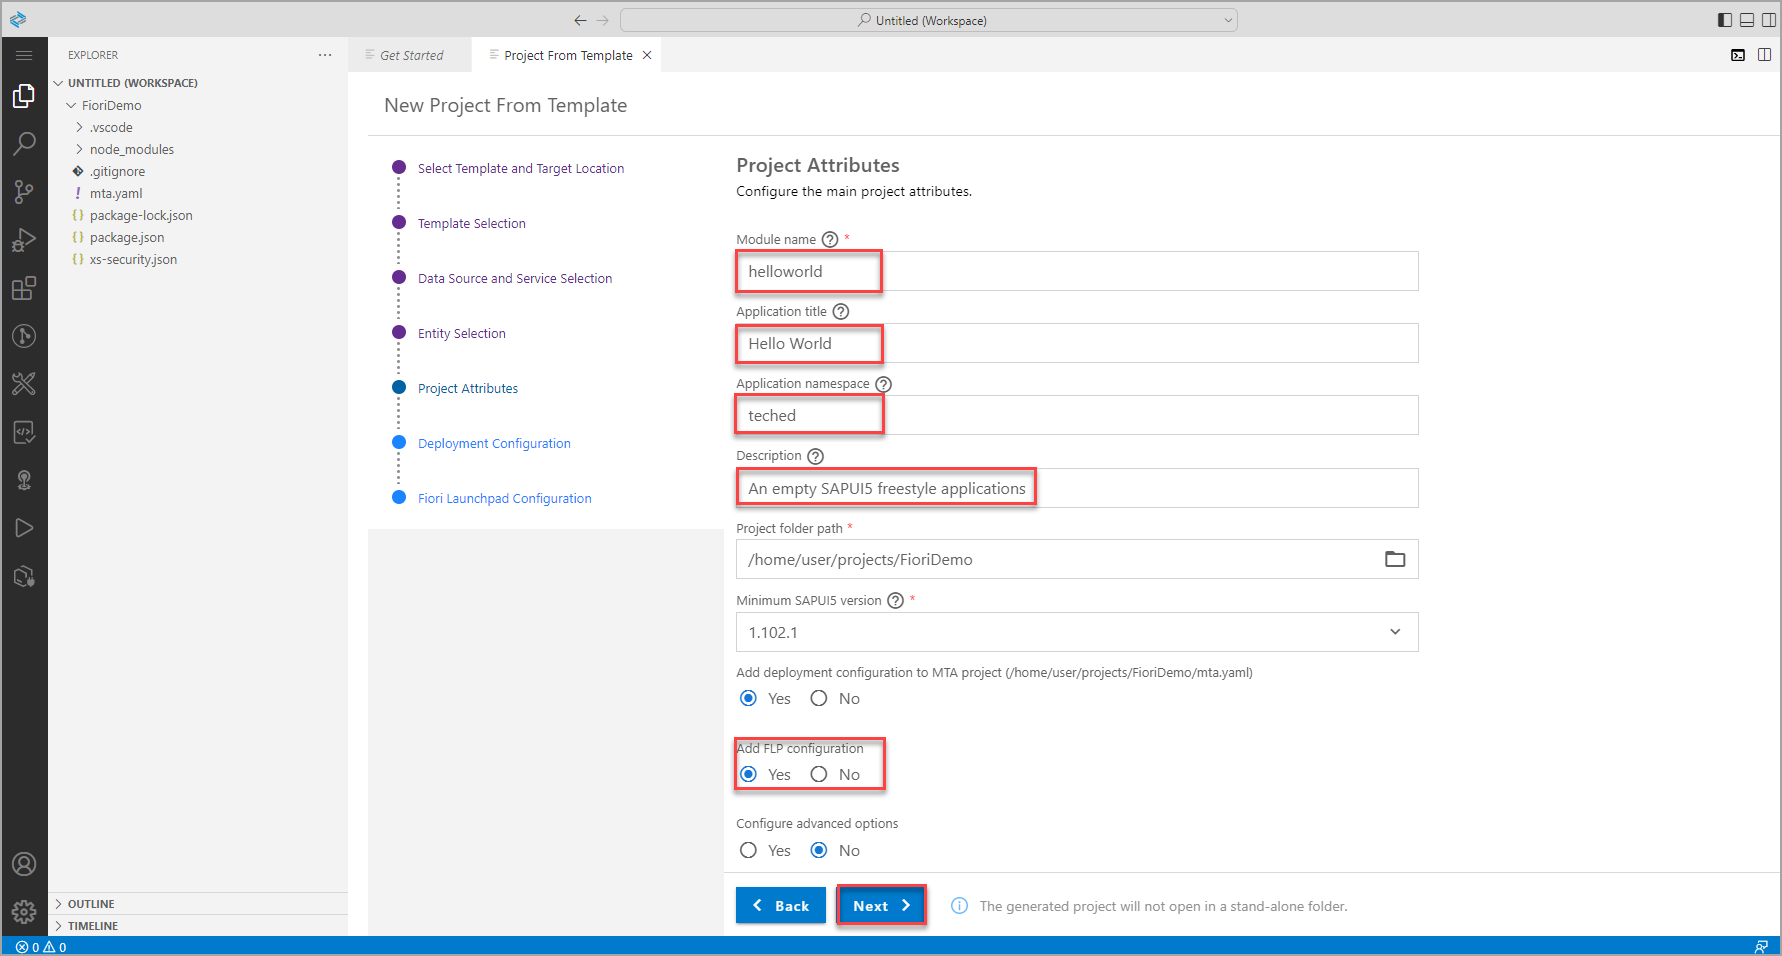 Untitled (Workspace)
EXPLORER
Get Started
Project From Template
UNTITLED (WORKSPACE)
FioriDemo
.vscode
node_modules
.gitignore
! mta.yaml
{} package-lock.json
{} package.json
{} xs-security.json
OUTLINE
TIMELINE
New Project From Template
Select Template and Target Location
Template Selection
Data Source and Service Selection
Entity Selection
Project Attributes
Deployment Configuration
Fiori Launchpad Configuration
Project Attributes
Configure the main project attributes.
Module name ? *
helloworld
Application title ?
Hello World
Application namespace ?
teched
Description ?
An empty SAPUI5 freestyle applications
Project folder path *
/home/user/projects/FioriDemo
Minimum SAPUI5 version ? *
1.102.1
Add deployment configuration to MTA project (/home/user/projects/FioriDemo/mta.yaml)
Yes No
Add FLP configuration
Yes No
Configure advanced options
Yes No
Back Next
The generated project will not open in a stand-alone folder.
0 0